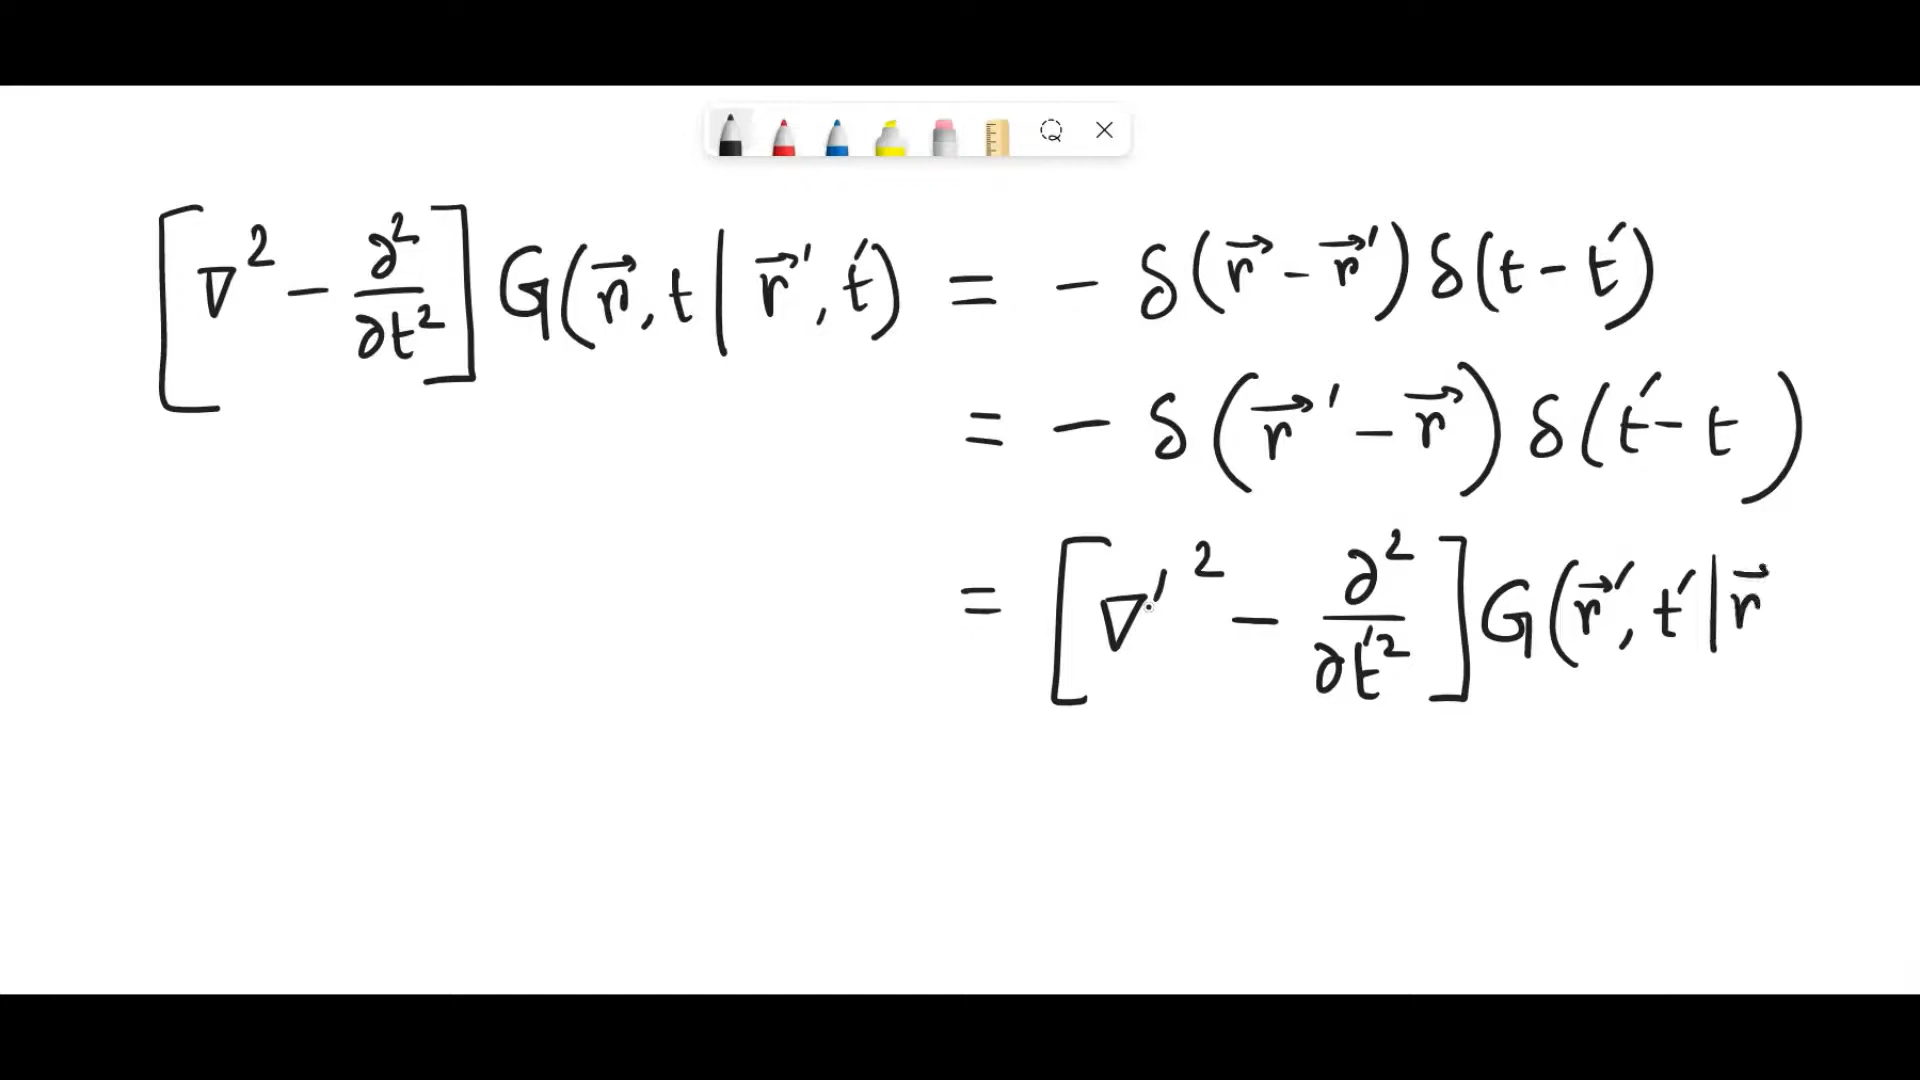 [∇² − ∂²/∂t²] G(r⃗, t | r⃗′, t′) = − δ(r⃗ − r⃗′) δ(t − t′)
= − δ(r⃗′ − r⃗) δ(t′ − t)
= [∇′² − ∂²/∂t′²] G(r⃗′, t′ | r⃗